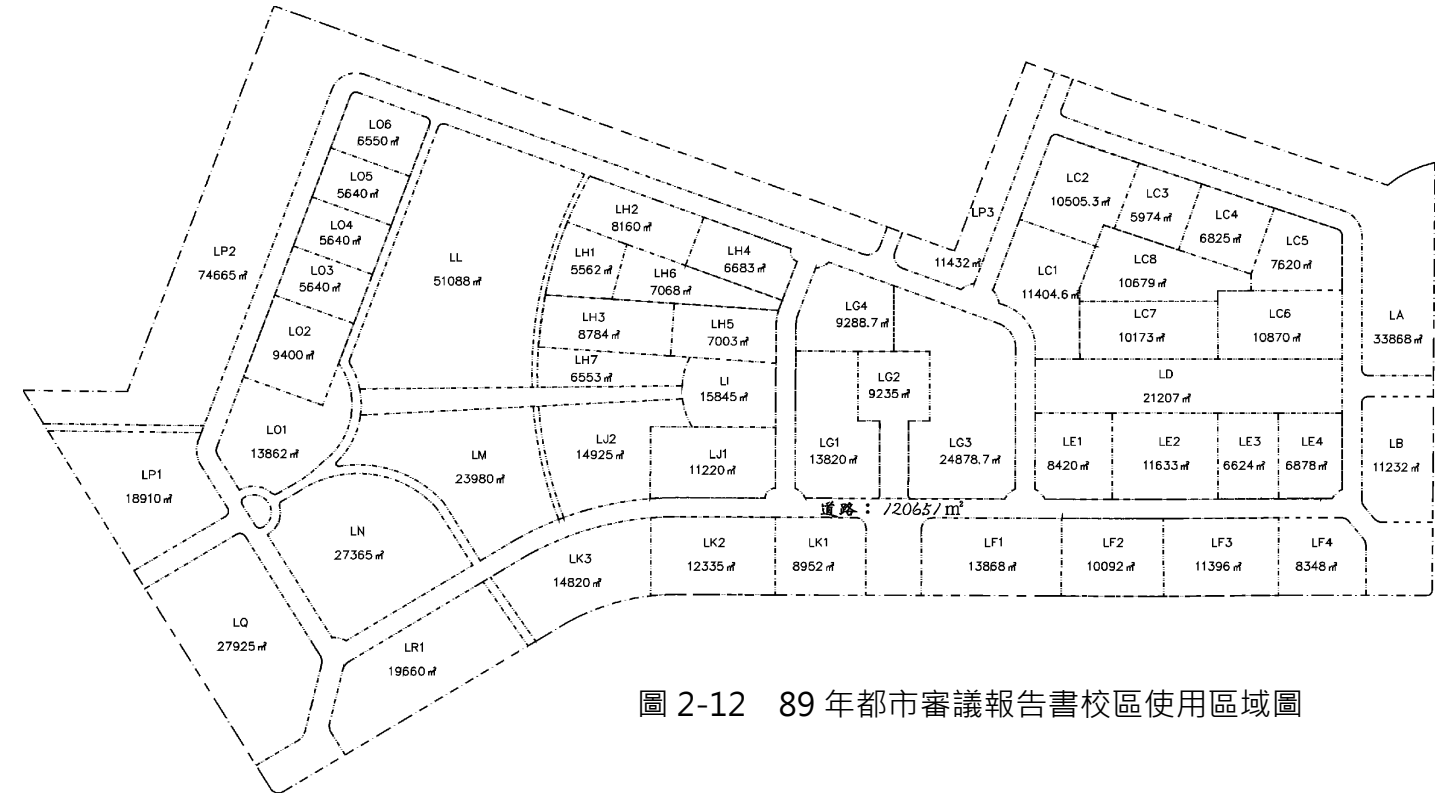 LO6
6550㎡
LO5
5640㎡
LO4
5640㎡
LO3
5640㎡
LO2
9400㎡
LO1
13862㎡
LP2
74665㎡
LP1
18910㎡
LQ
27925㎡
LL
51088㎡
LM
23980㎡
LN
27365㎡
LR1
19660㎡
LH2
8160㎡
LH4
6683㎡
LH1
5562㎡
LH6
7068㎡
LH3
8784㎡
LH5
7003㎡
LH7
6553㎡
LI
15845㎡
LJ2
14925㎡
LJ1
11220㎡
LK3
14820㎡
LK2
12335㎡
LK1
8952㎡
LG4
9288.7㎡
LG2
9235㎡
LG1
13820㎡
LG3
24878.7㎡
道路：120651㎡
LP3
11432㎡
LC2
10505.3㎡
LC3
5974㎡
LC4
6825㎡
LC5
7620㎡
LC1
11404.6㎡
LC8
10679㎡
LC7
10173㎡
LC6
10870㎡
LA
33868㎡
LD
21207㎡
LE1
8420㎡
LE2
11633㎡
LE3
6624㎡
LE4
6878㎡
LB
11232㎡
LF1
13868㎡
LF2
10092㎡
LF3
11396㎡
LF4
8348㎡
圖 2-12 89 年都市審議報告書校區使用區域圖